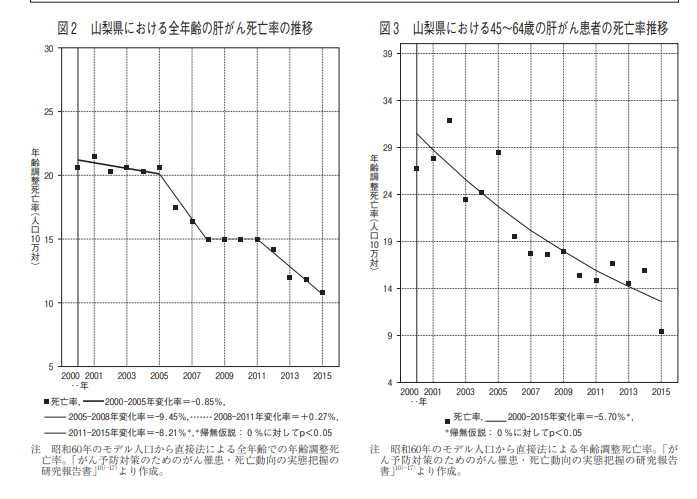 図２　山梨県における全年齢の肝がん死亡率の推移
年齢調整死亡率（人口10万対）
30
25
20
15
10
5
2000 2001 2003 2005 2007 2009 2011 2013 2015
‥年
■死亡率, ━━2000-2005年変化率＝-0.85%,
──2005-2008年変化率＝-9.45%, ……2008-2011年変化率＝＋0.27%,
──2011-2015年変化率＝-8.21%*, *帰無仮説：０％に対してp＜0.05
注　昭和60年のモデル人口から直接法による全年齢での年齢調整死
亡率。「がん予防対策のためのがん罹患・死亡動向の実態把握の
研究報告書」16)-17)より作成。
図３　山梨県における45～64歳の肝がん患者の死亡率推移
年齢調整死亡率（人口10万対）
39
34
29
24
19
14
9
4
2000 2001 2003 2005 2007 2009 2011 2013 2015
‥年
■ 死亡率, ── 2000-2015年変化率＝-5.70%*,
*帰無仮説：０％に対してp＜0.05
注　昭和60年のモデル人口から直接法による年齢調整死亡率。「が
ん予防対策のためのがん罹患・死亡動向の実態把握の研究報告
書」16)-17)より作成。